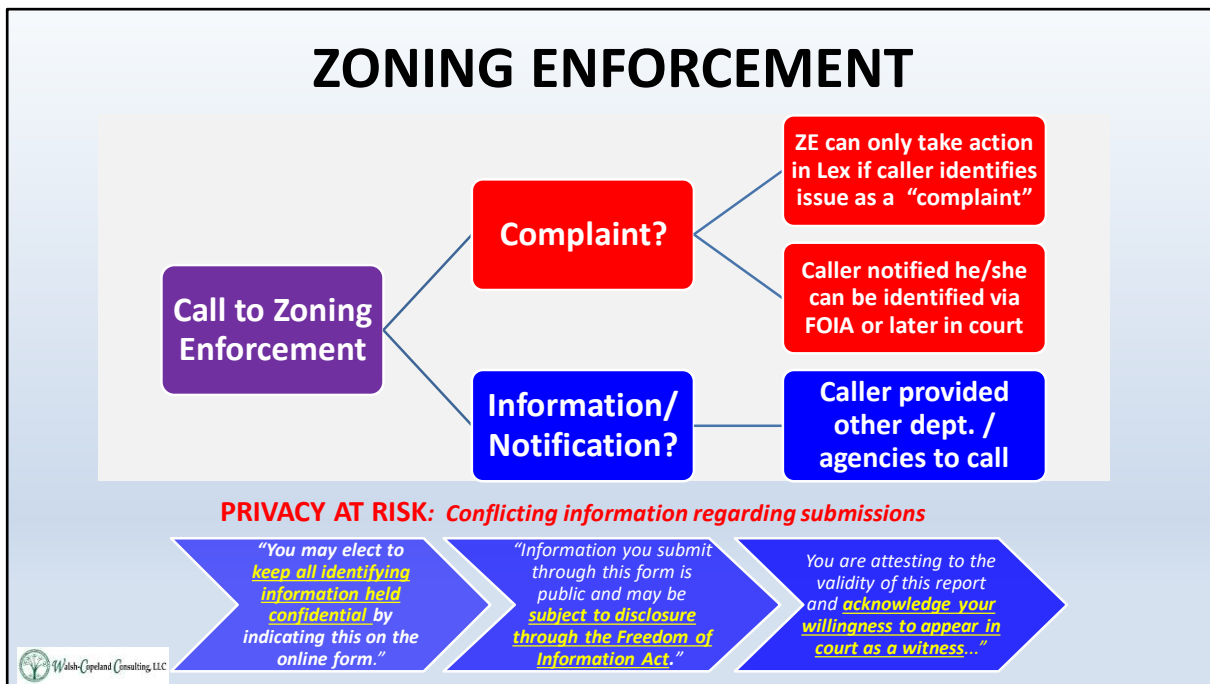 ZONING ENFORCEMENT
Call to Zoning
Enforcement
Complaint?
ZE can only take action
in Lex if caller identifies
issue as a “complaint”
Caller notified he/she
can be identified via
FOIA or later in court
Information/
Notification?
Caller provided
other dept. /
agencies to call
PRIVACY AT RISK: Conflicting information regarding submissions
“You may elect to
keep all identifying
information held
confidential by
indicating this on the
online form.”
“Information you submit
through this form is
public and may be
subject to disclosure
through the Freedom of
Information Act.”
You are attesting to the
validity of this report
and acknowledge your
willingness to appear in
court as a witness...”
Walsh-Copeland Consulting, LLC